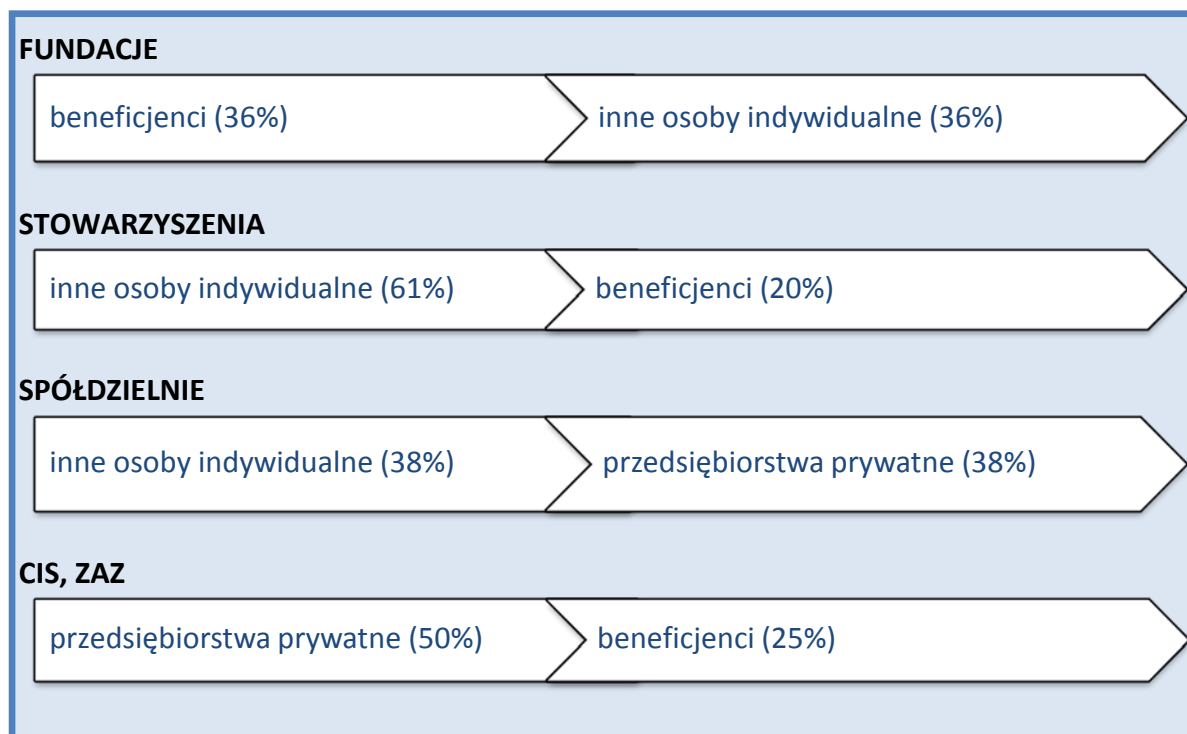 FUNDACJE
beneficjenci (36%)
inne osoby indywidualne (36%)
STOWARZYSZENIA
inne osoby indywidualne (61%)
beneficjenci (20%)
SPÓŁDZIELNIE
inne osoby indywidualne (38%)
przedsiębiorstwa prywatne (38%)
CIS, ZAZ
przedsiębiorstwa prywatne (50%)
beneficjenci (25%)